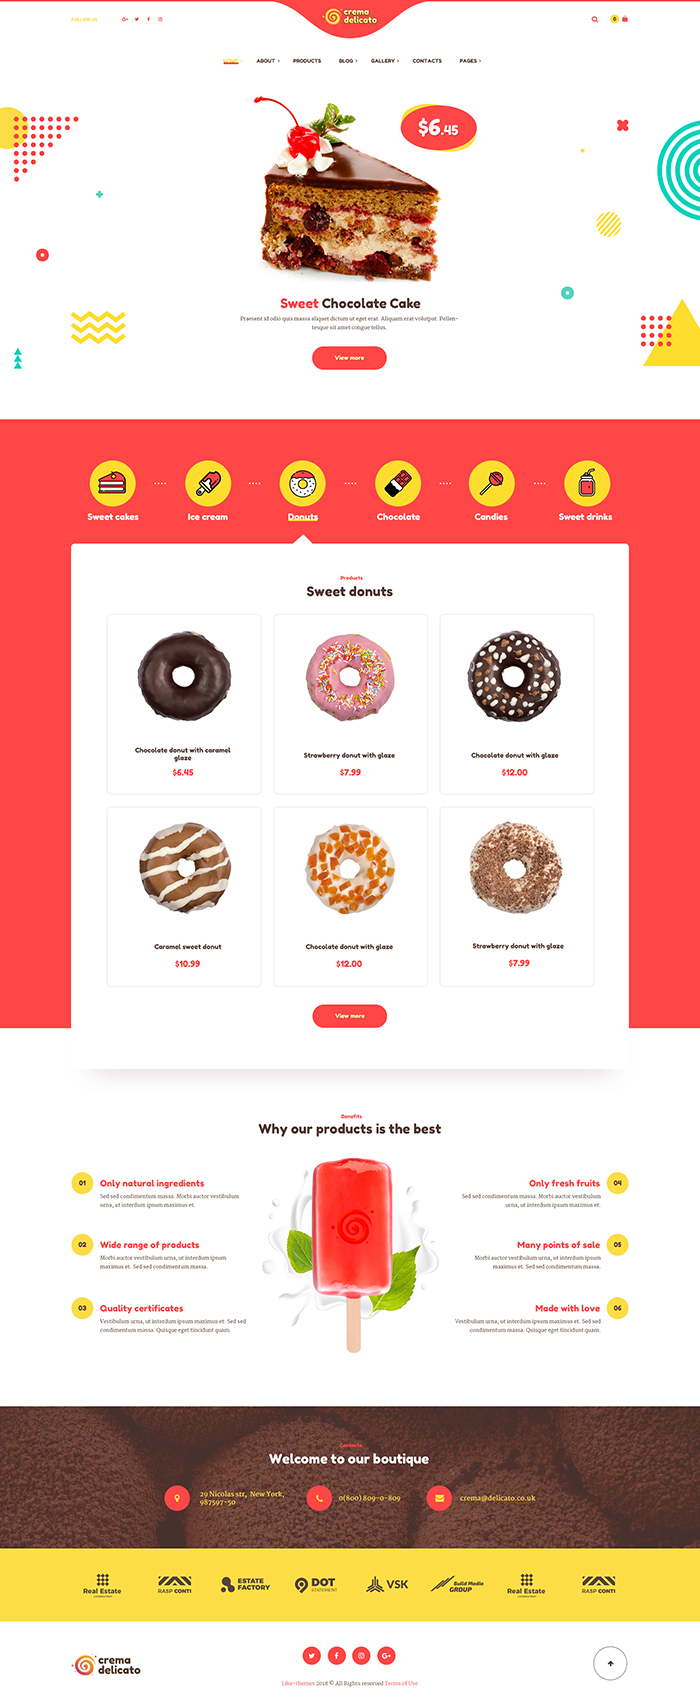 FOLLOW US
crema
delicato
0
HOME
ABOUT
PRODUCTS
BLOG
GALLERY
CONTACTS
PAGES
$6.45
Sweet Chocolate Cake
Praesent id odio quis massa aliquet dictum ut eget erat. Aliquam erat volutpat. Pellen-
tesque sit amet congue tellus.
View more
Sweet cakes
Ice cream
Donuts
Chocolate
Candies
Sweet drinks
Products
Sweet donuts
Chocolate donut with caramel
glaze
$6.45
Strawberry donut with glaze
$7.99
Chocolate donut with glaze
$12.00
Caramel sweet donut
$10.99
Chocolate donut with glaze
$12.00
Strawberry donut with glaze
$7.99
View more
Benefits
Why our products is the best
01
Only natural ingredients
Sed sed condimentum massa. Morbi auctor vestibulum
urna, ut interdum ipsum maximus et.
02
Wide range of products
Morbi auctor vestibulum urna, ut interdum ipsum
maximus et. Sed sed condimentum massa.
03
Quality certificates
Vestibulum urna, ut interdum ipsum maximus et. Sed sed
condimentum massa. Quisque eget tincidunt quam.
Only fresh fruits
04
Sed sed condimentum massa. Morbi auctor vestibulum
urna, ut interdum ipsum maximus et.
Many points of sale
05
Morbi auctor vestibulum urna, ut interdum ipsum
maximus et. Sed sed condimentum massa.
Made with love
06
Vestibulum urna, ut interdum ipsum maximus et. Sed sed
condimentum massa. Quisque eget tincidunt quam.
Contacts
Welcome to our boutique
29 Nicolas str, New York,
987597-50
0(800) 809-0-809
crema@delicato.co.uk
Real Estate
RASP CONTI
ESTATE
FACTORY
DOT
STATEMENT
VSK
Build Media
GROUP
Real Estate
RASP CONTI
crema
delicato
G+
Like-themes 2018 © All Rights reserved Terms of Use